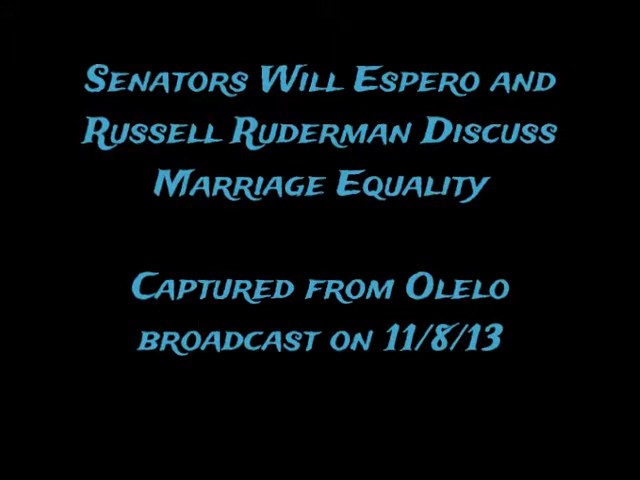 Senators Will Espero and
Russell Ruderman Discuss
Marriage Equality
Captured from Olelo
broadcast on 11/8/13